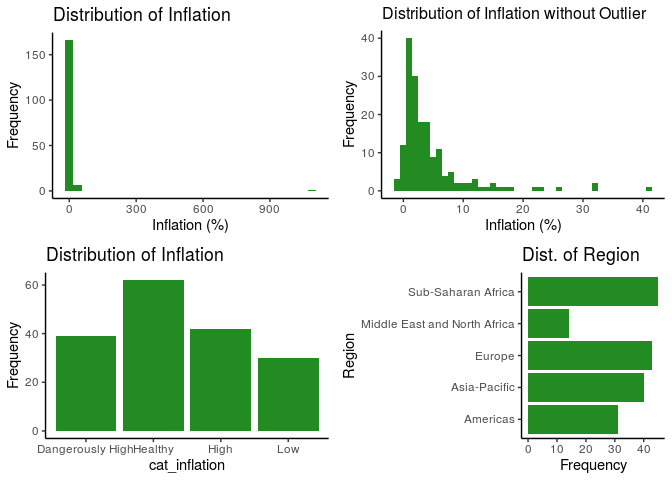 Distribution of Inflation
150
100
50
0
Frequency
0 300 600 900
Inflation (%)
Distribution of Inflation without Outlier
40
30
20
10
0
Frequency
0 10 20 30 40
Inflation (%)
Distribution of Inflation
60
40
20
0
Frequency
Dangerously High Healthy High Low
cat_inflation
Dist. of Region
Sub-Saharan Africa
Middle East and North Africa
Europe
Asia-Pacific
Americas
Region
0 10 20 30 40
Frequency